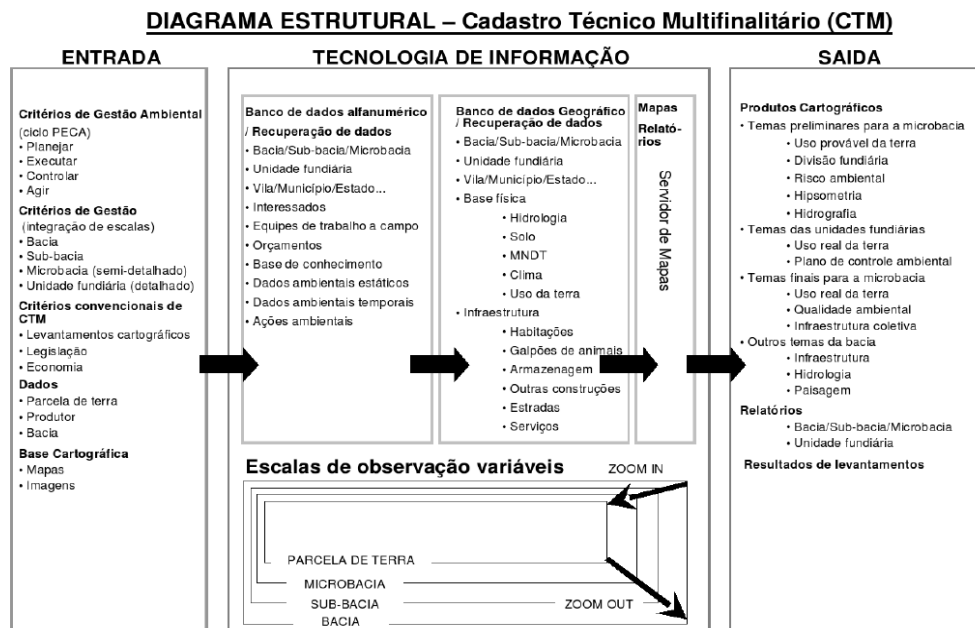 DIAGRAMA ESTRUTURAL – Cadastro Técnico Multifinalitário (CTM)
ENTRADA
Critérios de Gestão Ambiental
(ciclo PECA)
• Planejar
• Executar
• Controlar
• Agir
Critérios de Gestão
(integração de escalas)
• Bacia
• Sub-bacia
• Microbacia (semi-detalhado)
• Unidade fundiária (detalhado)
Critérios convencionais de
CTM
• Levantamentos cartográficos
• Legislação
• Economia
Dados
• Parcela de terra
• Produtor
• Bacia
Base Cartográfica
• Mapas
• Imagens
TECNOLOGIA DE INFORMAÇÃO
Banco de dados alfanumérico
/ Recuperação de dados
• Bacia/Sub-bacia/Microbacia
• Unidade fundiária
• Vila/Município/Estado...
• Interessados
• Equipes de trabalho a campo
• Orçamentos
• Base de conhecimento
• Dados ambientais estáticos
• Dados ambientais temporais
• Ações ambientais
Banco de dados Geográfico
/ Recuperação de dados
• Bacia/Sub-bacia/Microbacia
• Unidade fundiária
• Vila/Município/Estado...
• Base física
• Hidrologia
• Solo
• MNDT
• Clima
• Uso da terra
• Infraestrutura
• Habitações
• Galpões de animais
• Armazenagem
• Outras construções
• Estradas
• Serviços
Mapas
Relató-
rios
Servidor de Mapas
Escalas de observação variáveis
ZOOM IN
PARCELA DE TERRA
MICROBACIA
SUB-BACIA
ZOOM OUT
BACIA
SAIDA
Produtos Cartográficos
• Temas preliminares para a microbacia
• Uso provável da terra
• Divisão fundiária
• Risco ambiental
• Hipsometria
• Hidrografia
• Temas das unidades fundiárias
• Uso real da terra
• Plano de controle ambiental
• Temas finais para a microbacia
• Uso real da terra
• Qualidade ambiental
• Infraestrutura coletiva
• Outros temas da bacia
• Infraestrutura
• Hidrologia
• Paisagem
Relatórios
• Bacia/Sub-bacia/Microbacia
• Unidade fundiária
Resultados de levantamentos